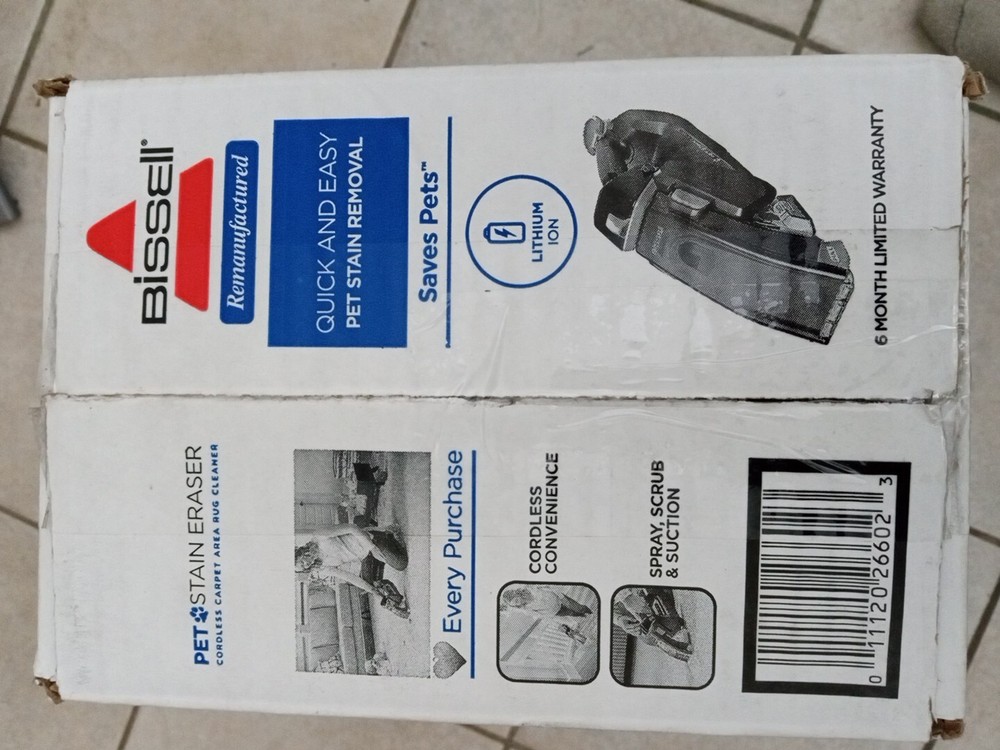 PET STAIN ERASER
CORDLESS CARPET AREA RUG CLEANER
BISSELL®
Remanufactured
QUICK AND EASY
PET STAIN REMOVAL
Every Purchase Saves Pets™
CORDLESS
CONVENIENCE
LITHIUM
ION
SPRAY, SCRUB
& SUCTION
0 11120 26602 3
6 MONTH LIMITED WARRANTY